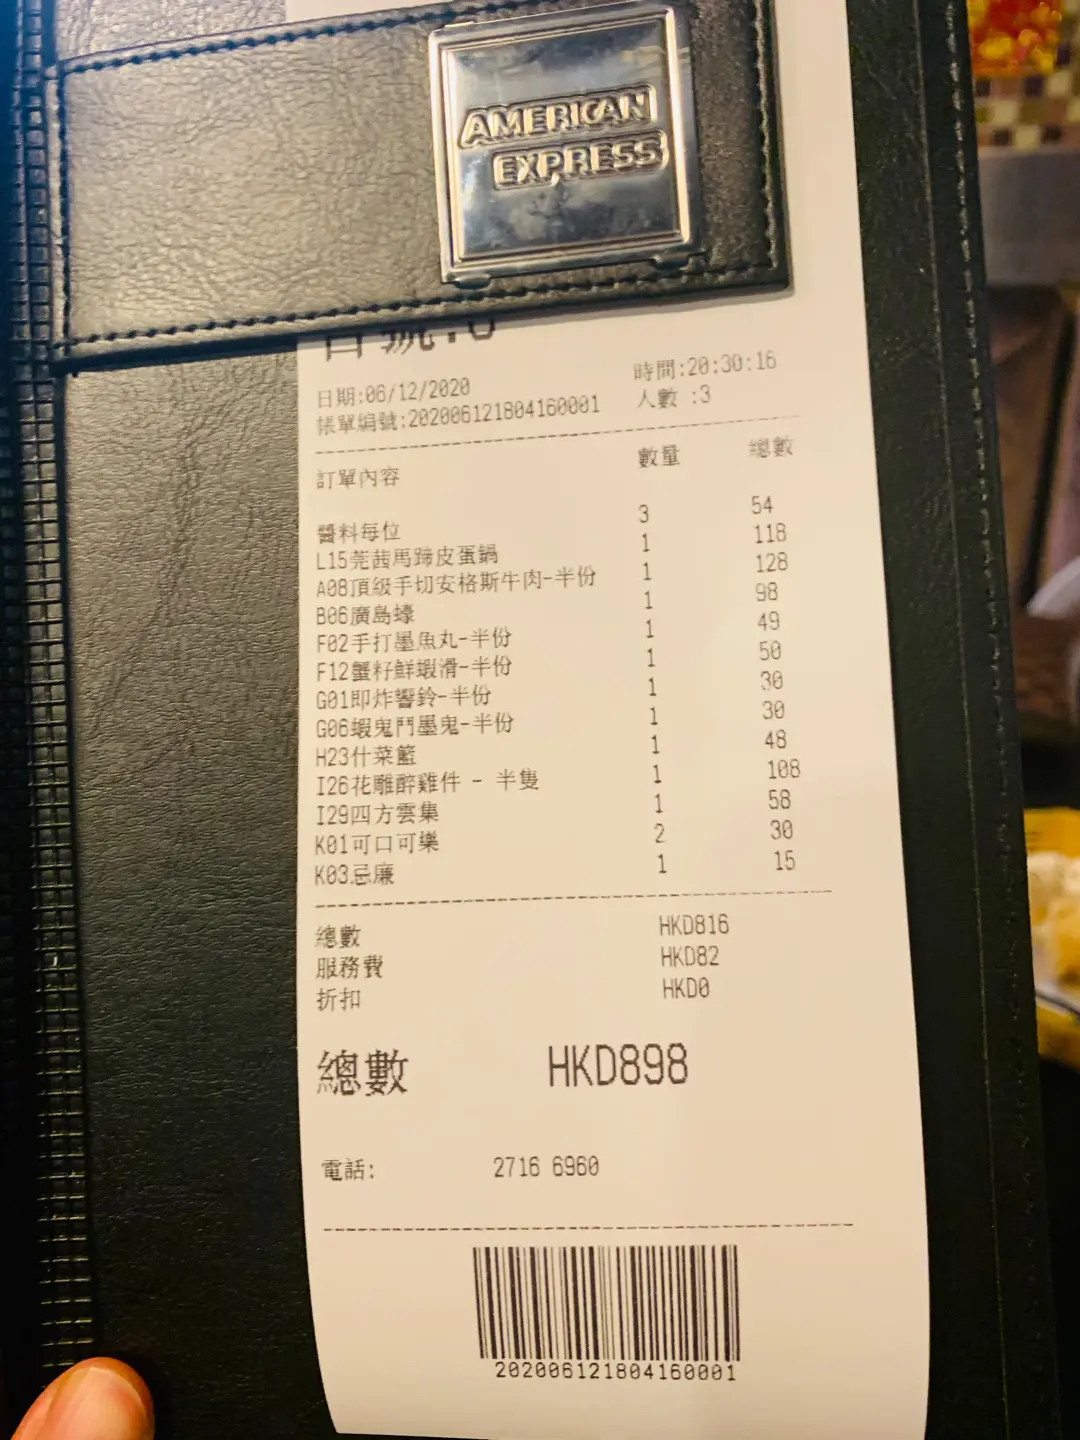 AMERICAN
EXPRESS
日期:06/12/2020 時間:20:30:16
帳單編號:202006121804160001 人數 :3
訂單內容 數量 總數
醬料每位 3 54
L15芫茜馬蹄皮蛋鍋 1 118
A08頂級手切安格斯牛肉-半份 1 128
B06廣島蠔 1 98
F02手打墨魚丸-半份 1 49
F12蟹籽鮮蝦滑-半份 1 50
G01即炸響鈴-半份 1 30
G06蝦鬼鬥墨鬼-半份 1 30
H23什菜籃 1 48
I26花雕醉雞件 - 半隻 1 108
I29四方雲集 1 58
K01可口可樂 2 30
K03忌廉 1 15
總數 HKD816
服務費 HKD82
折扣 HKD0
總數 HKD898
電話: 2716 6960
202006121804160001